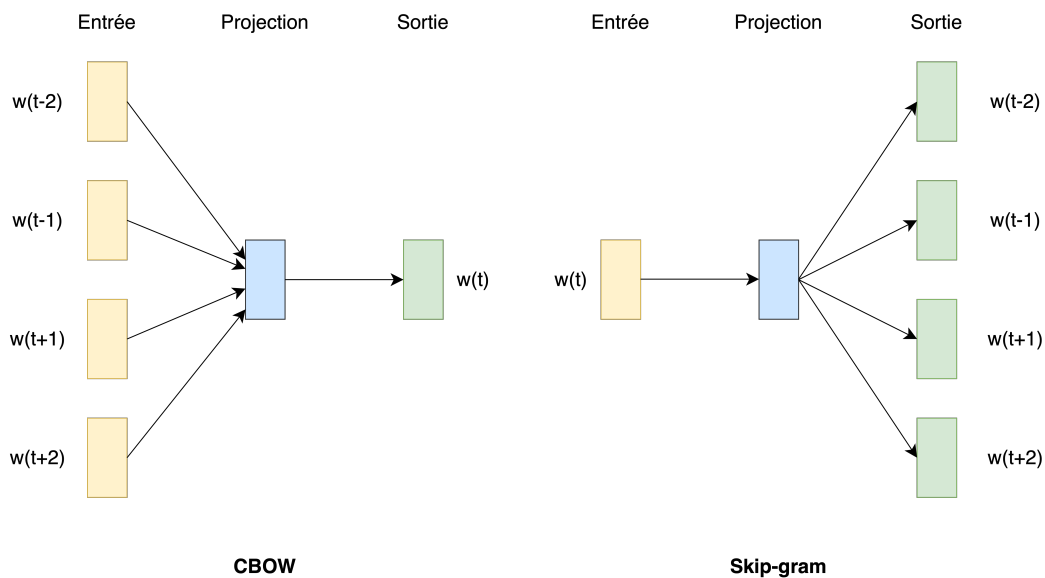 Entrée Projection Sortie
w(t-2)
w(t-1)
w(t)
w(t+1)
w(t+2)
CBOW
Entrée Projection Sortie
w(t-2)
w(t-1)
w(t)
w(t+1)
w(t+2)
Skip-gram